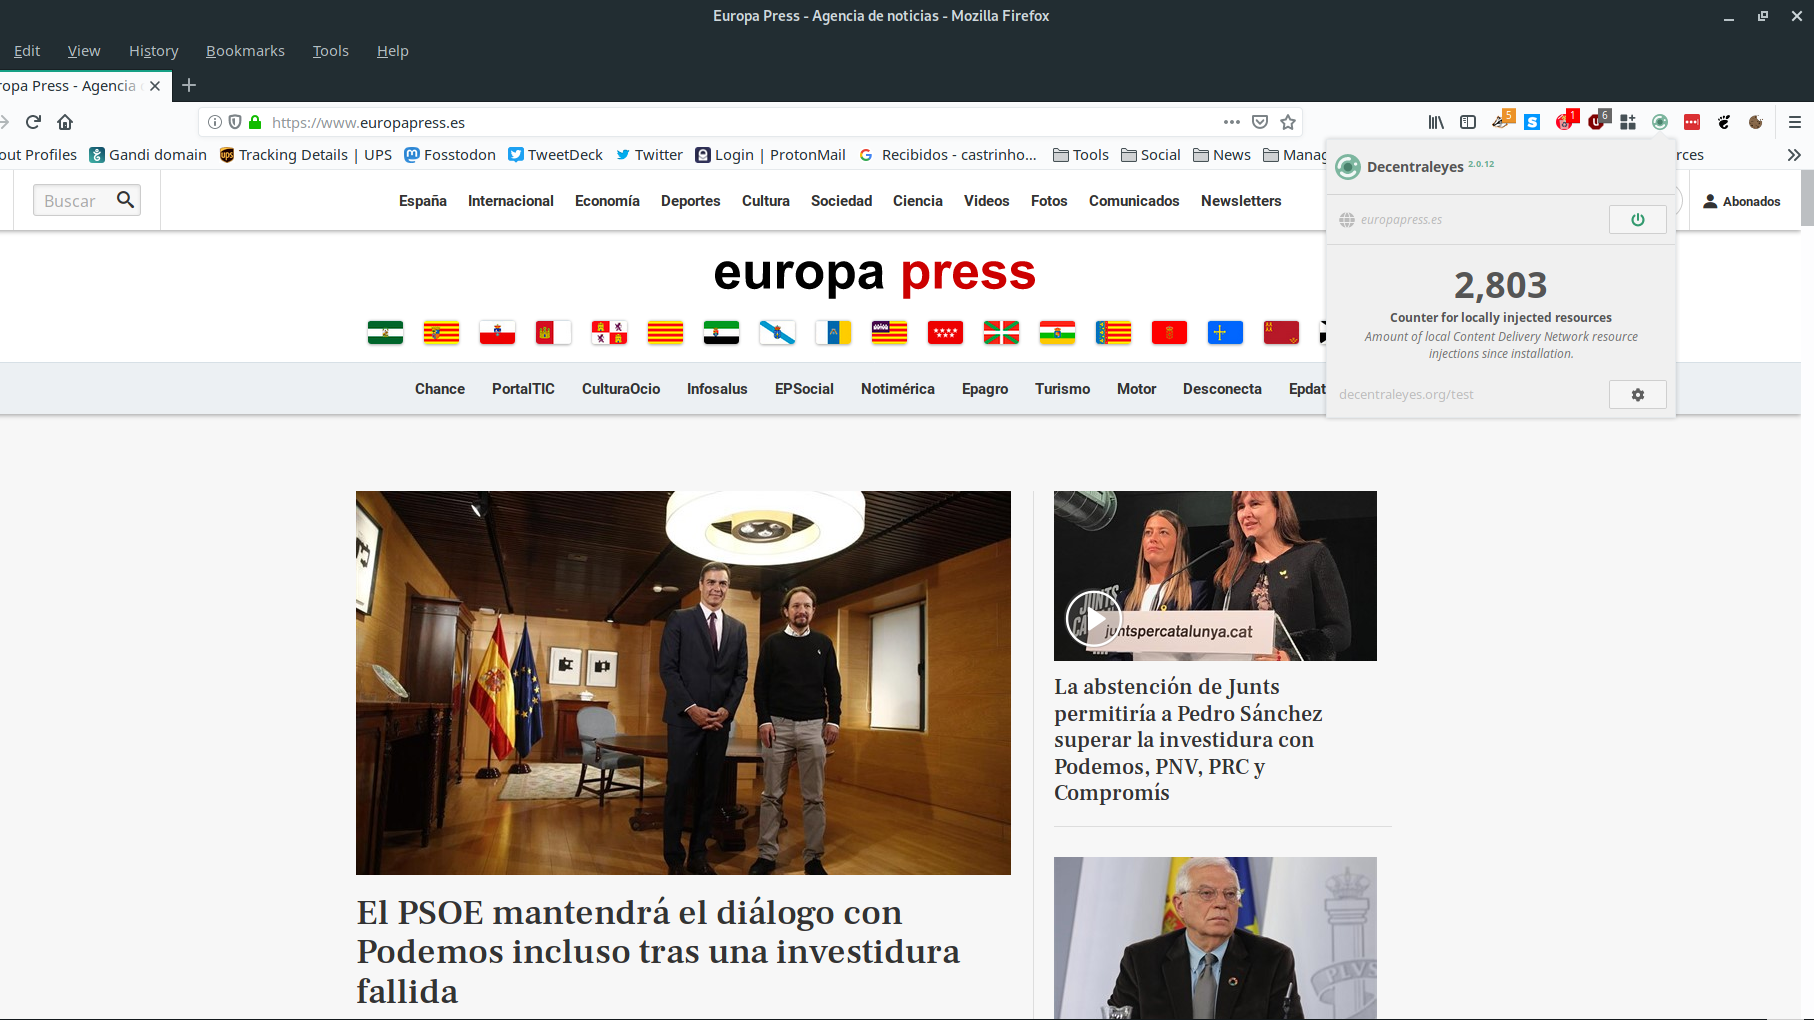 Europa Press - Agencia de noticias - Mozilla Firefox
Edit View History Bookmarks Tools Help
ropa Press - Agencia
https://www.europapress.es
5 1 6
out Profiles Gandi domain Tracking Details | UPS Fosstodon TweetDeck Twitter Login | ProtonMail Recibidos - castrinho... Tools Social News Manag rces
Decentraleyes 2.0.12
Buscar España Internacional Economía Deportes Cultura Sociedad Ciencia Videos Fotos Comunicados Newsletters Abonados
europapress.es
europa press
2,803
Counter for locally injected resources
Amount of local Content Delivery Network resource
injections since installation.
Chance PortalTIC CulturaOcio Infosalus EPSocial Notimérica Epagro Turismo Motor Desconecta Epdat
decentraleyes.org/test
juntspercatalunya.cat
La abstención de Junts
permitiría a Pedro Sánchez
superar la investidura con
Podemos, PNV, PRC y
Compromís
El PSOE mantendrá el diálogo con
Podemos incluso tras una investidura
fallida